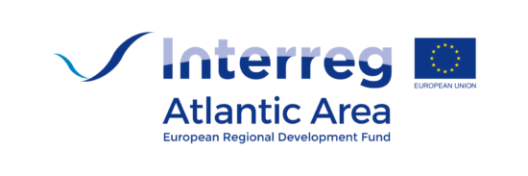 Interreg
EUROPEAN UNION
Atlantic Area
European Regional Development Fund